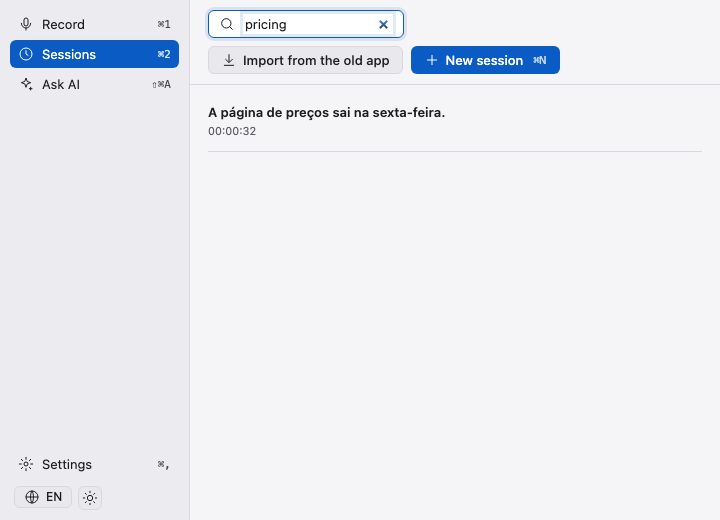 Record ⌘1
Sessions ⌘2
Ask AI ⇧⌘A
Settings ⌘,
EN
pricing
Import from the old app
New session ⌘N
A página de preços sai na sexta-feira.
00:00:32